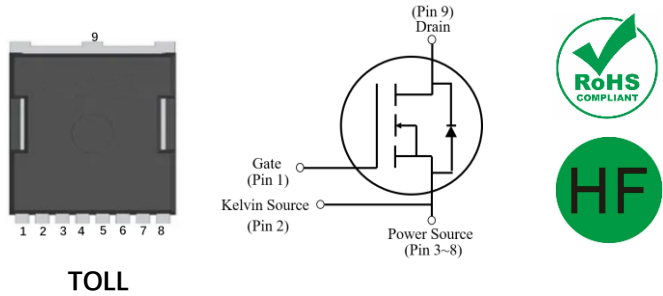 9
1 2 3 4 5 6 7 8
TOLL
(Pin 9)
Drain
Gate
(Pin 1)
Kelvin Source
(Pin 2)
Power Source
(Pin 3~8)
RoHS
COMPLIANT
HF